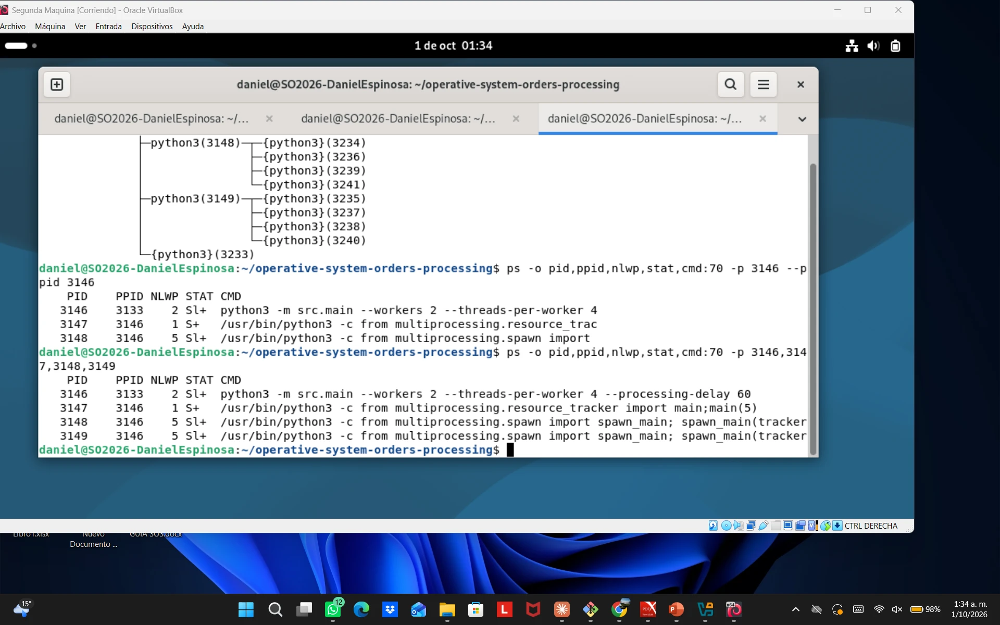 Segunda Maquina [Corriendo] - Oracle VirtualBox
Archivo Máquina Ver Entrada Dispositivos Ayuda
1 de oct 01:34
daniel@SO2026-DanielEspinosa: ~/operative-system-orders-processing
daniel@SO2026-DanielEspinosa: ~/... daniel@SO2026-DanielEspinosa: ~/... daniel@SO2026-DanielEspinosa: ~/...
├─python3(3148)─┬─{python3}(3234)
├─{python3}(3236)
├─{python3}(3239)
└─{python3}(3241)
├─python3(3149)─┬─{python3}(3235)
├─{python3}(3237)
├─{python3}(3238)
└─{python3}(3240)
└─{python3}(3233)
daniel@SO2026-DanielEspinosa:~/operative-system-orders-processing$ ps -o pid,ppid,nlwp,stat,cmd:70 -p 3146 --p
pid 3146
PID PPID NLWP STAT CMD
3146 3133 2 Sl+ python3 -m src.main --workers 2 --threads-per-worker 4
3147 3146 1 S+ /usr/bin/python3 -c from multiprocessing.resource_trac
3148 3146 5 Sl+ /usr/bin/python3 -c from multiprocessing.spawn import
daniel@SO2026-DanielEspinosa:~/operative-system-orders-processing$ ps -o pid,ppid,nlwp,stat,cmd:70 -p 3146,314
7,3148,3149
PID PPID NLWP STAT CMD
3146 3133 2 Sl+ python3 -m src.main --workers 2 --threads-per-worker 4 --processing-delay 60
3147 3146 1 S+ /usr/bin/python3 -c from multiprocessing.resource_tracker import main;main(5)
3148 3146 5 Sl+ /usr/bin/python3 -c from multiprocessing.spawn import spawn_main; spawn_main(tracker
3149 3146 5 Sl+ /usr/bin/python3 -c from multiprocessing.spawn import spawn_main; spawn_main(tracker
daniel@SO2026-DanielEspinosa:~/operative-system-orders-processing$
CTRL DERECHA
Libro1.xlsx Nuevo GUIA SOS.docx
Documento ...
15°
12
98%
1:34 a. m.
1/10/2026